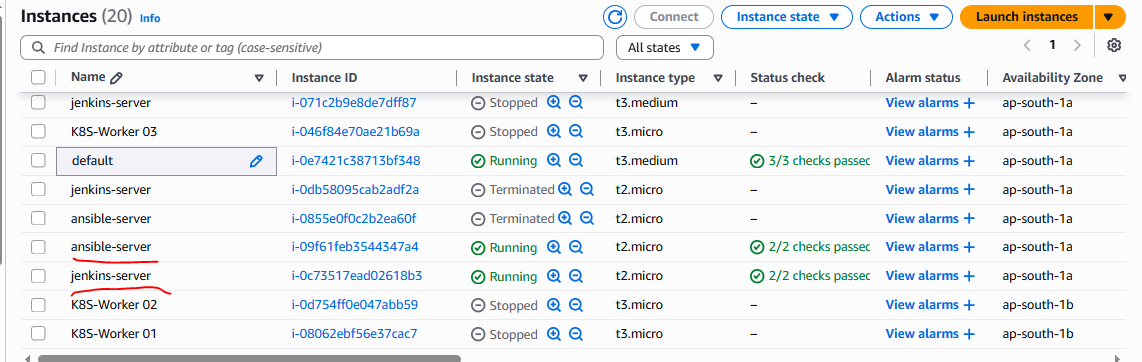 Instances (20) Info
Connect Instance state Actions Launch instances
Find Instance by attribute or tag (case-sensitive) All states 1
Name Instance ID Instance state Instance type Status check Alarm status Availability Zone
jenkins-server i-071c2b9e8de7dff87 Stopped t3.medium – View alarms + ap-south-1a
K8S-Worker 03 i-046f84e70ae21b69a Stopped t3.micro – View alarms + ap-south-1a
default i-0e7421c38713bf348 Running t3.medium 3/3 checks passed View alarms + ap-south-1a
jenkins-server i-0db58095cab2adf2a Terminated t2.micro – View alarms + ap-south-1a
ansible-server i-0855e0f0c2b2ea60f Terminated t2.micro – View alarms + ap-south-1a
ansible-server i-09f61feb3544347a4 Running t2.micro 2/2 checks passed View alarms + ap-south-1a
jenkins-server i-0c73517ead02618b3 Running t2.micro 2/2 checks passed View alarms + ap-south-1a
K8S-Worker 02 i-0d754ff0e047abb59 Stopped t3.micro – View alarms + ap-south-1b
K8S-Worker 01 i-08062ebf56e37cac7 Stopped t3.micro – View alarms + ap-south-1b